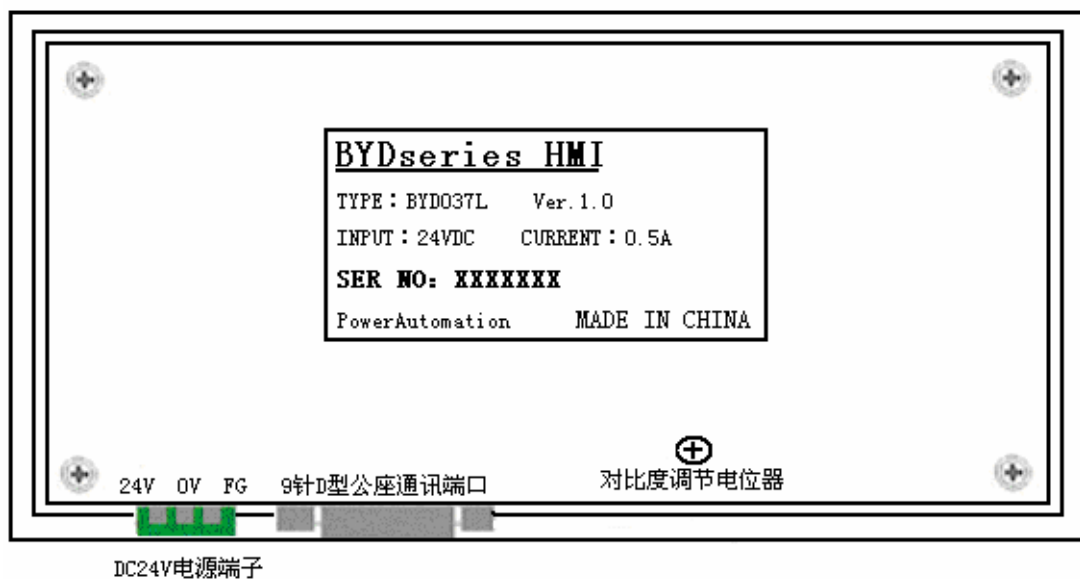 BYDseries HMI
TYPE：BYD037L Ver.1.0
INPUT：24VDC CURRENT：0.5A
SER NO: XXXXXXX
PowerAutomation MADE IN CHINA
对比度调节电位器
24V 0V FG 9针D型公座通讯端口
DC24V电源端子